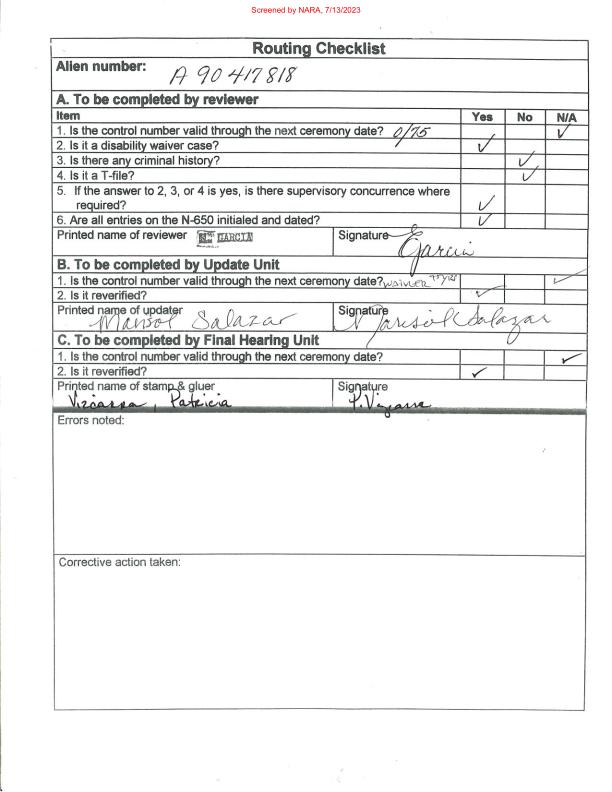 Screened by NARA, 7/13/2023
Routing Checklist
Alien number: A 90 417 818
A. To be completed by reviewer
Item Yes No N/A
1. Is the control number valid through the next ceremony date? 0/75 ✓
2. Is it a disability waiver case? ✓
3. Is there any criminal history? ✓
4. Is it a T-file? ✓
5. If the answer to 2, 3, or 4 is yes, is there supervisory concurrence where
required? ✓
6. Are all entries on the N-650 initialed and dated? ✓
Printed name of reviewer GARCIA Signature Garcia
B. To be completed by Update Unit
1. Is the control number valid through the next ceremony date? waiver 75 yrs ✓
2. Is it reverified? ✓
Printed name of updater Signature
Marisol Salazar Marisol Salazar
C. To be completed by Final Hearing Unit
1. Is the control number valid through the next ceremony date? ✓
2. Is it reverified? ✓
Printed name of stamp & gluer Signature
Vizcarra, Patricia P. Vizcarra
Errors noted:
Corrective action taken: